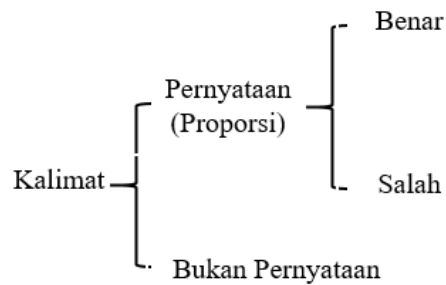 Benar
Pernyataan
(Proporsi)
Kalimat
Salah
Bukan Pernyataan